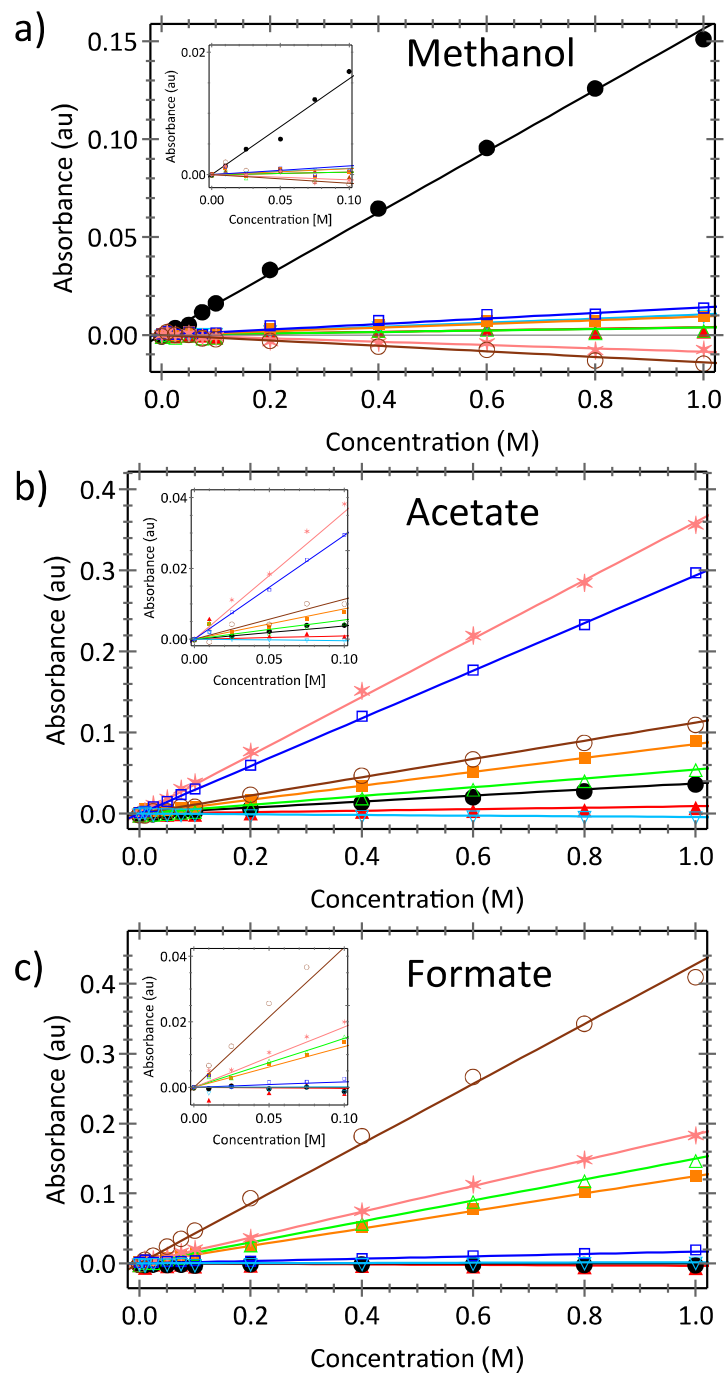 a)
Methanol
Absorbance (au)
0.15
0.10
0.05
0.00
0.02
0.01
0.00
Absorbance (au)
0.00 0.05 0.10
Concentration [M]
0.0 0.2 0.4 0.6 0.8 1.0
Concentration (M)
b)
Acetate
Absorbance (au)
0.4
0.3
0.2
0.1
0.0
0.04
0.02
0.00
Absorbance (au)
0.00 0.05 0.10
Concentration [M]
0.0 0.2 0.4 0.6 0.8 1.0
Concentration (M)
c)
Formate
Absorbance (au)
0.4
0.3
0.2
0.1
0.0
0.04
0.02
0.00
Absorbance (au)
0.00 0.05 0.10
Concentration [M]
0.0 0.2 0.4 0.6 0.8 1.0
Concentration (M)